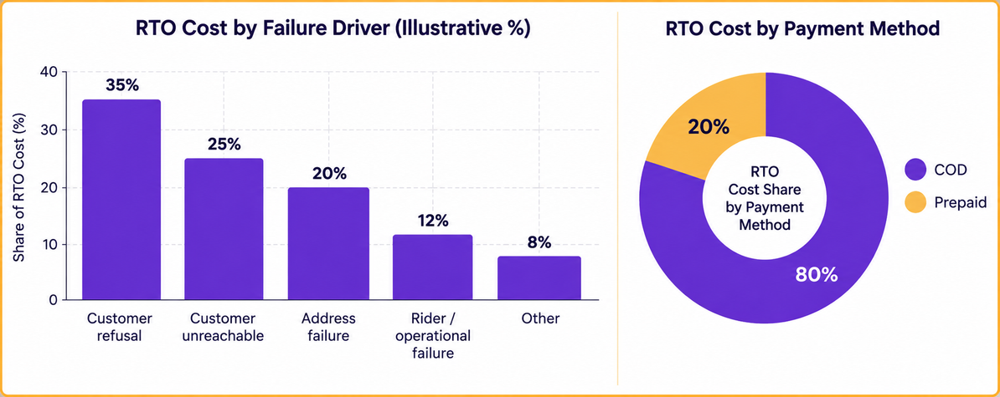 RTO Cost by Failure Driver (Illustrative %)
Share of RTO Cost (%)
40
30
20
10
0
35%
25%
20%
12%
8%
Customer
refusal
Customer
unreachable
Address
failure
Rider /
operational
failure
Other
RTO Cost by Payment Method
20%
80%
RTO
Cost Share
by Payment
Method
COD
Prepaid